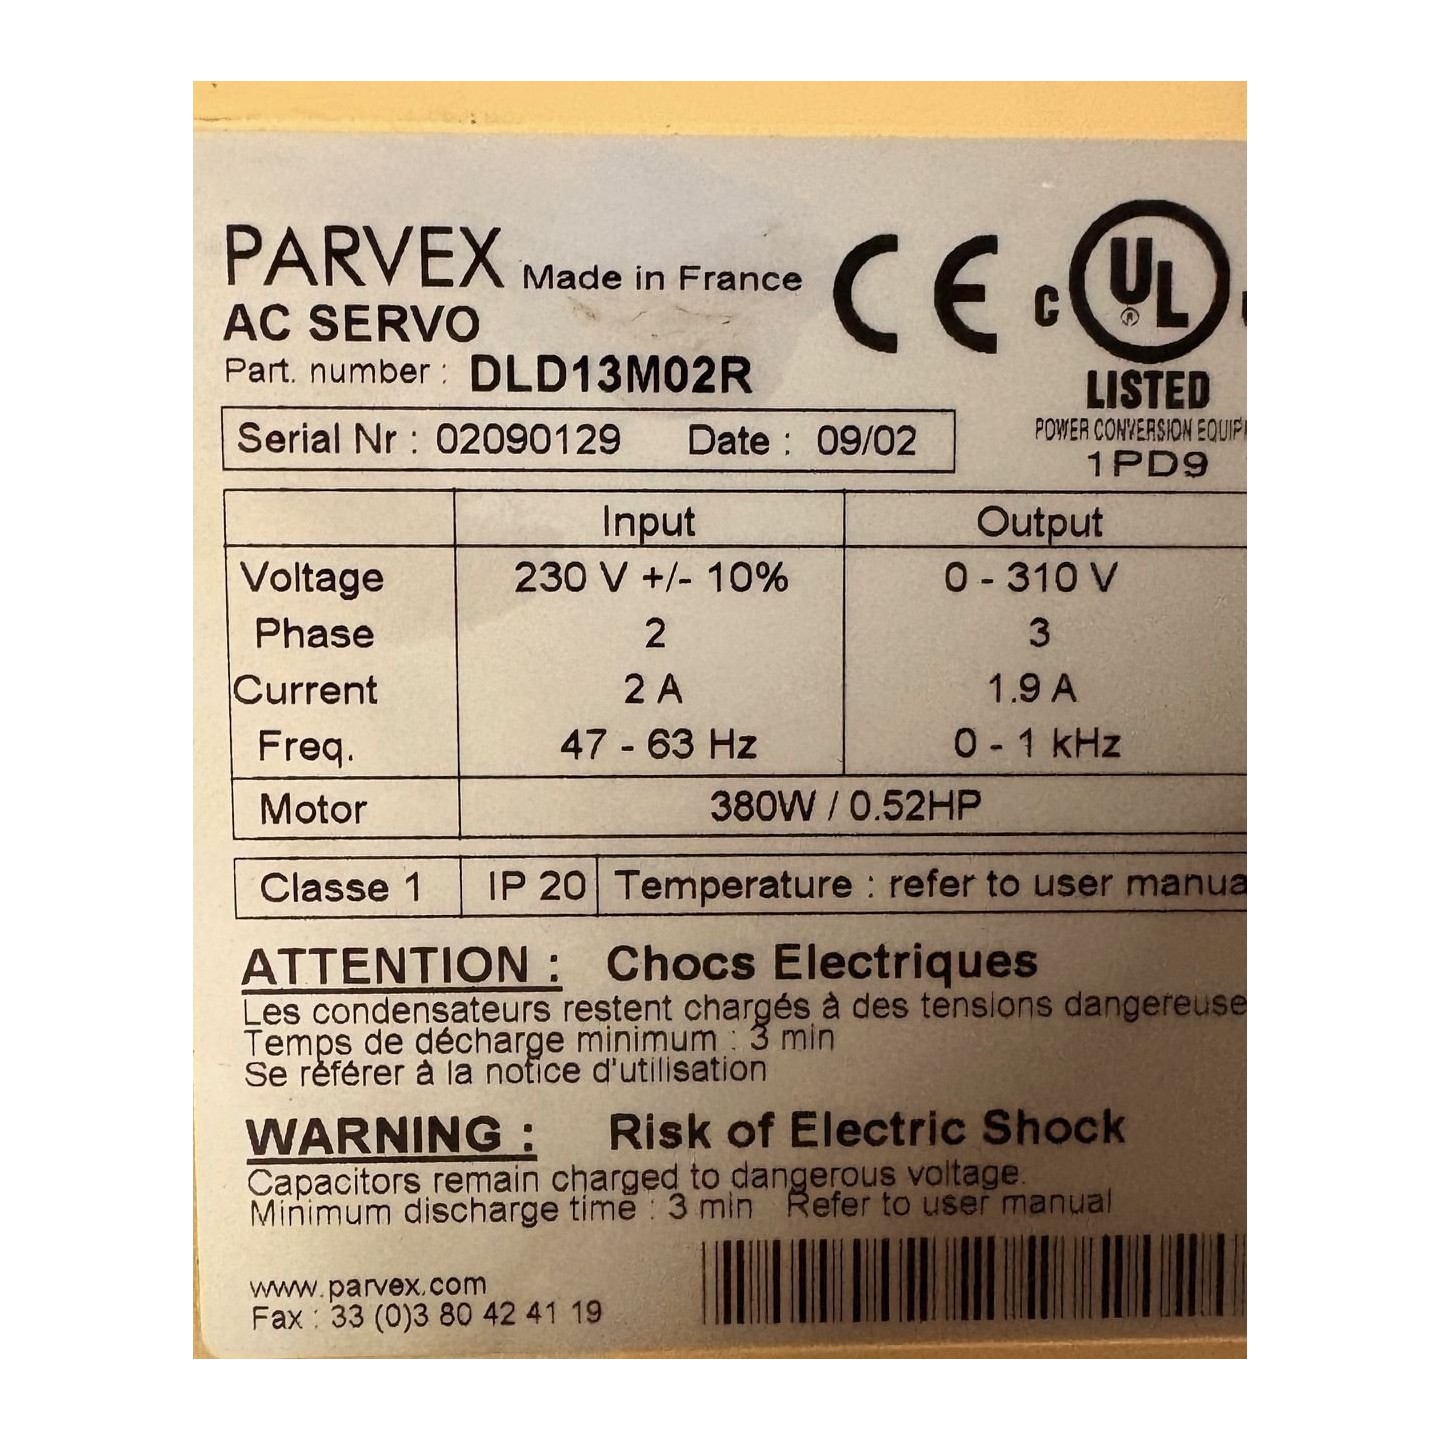 PARVEX Made in France
AC SERVO
Part. number : DLD13M02R
CE
C UL
LISTED
POWER CONVERSION
1PD9
Serial Nr : 02090129 Date : 09/02
Input Output
Voltage 230 V +/- 10% 0 - 310 V
Phase 2 3
Current 2 A 1.9 A
Freq. 47 - 63 Hz 0 - 1 kHz
Motor 380W / 0.52HP
Classe 1 IP 20 Temperature : refer to user manua
ATTENTION : Chocs Electriques
Les condensateurs restent chargés à des tensions dangereuse
Temps de décharge minimum : 3 min
Se référer à la notice d'utilisation
WARNING : Risk of Electric Shock
Capacitors remain charged to dangerous voltage.
Minimum discharge time : 3 min Refer to user manual
www.parvex.com
Fax : 33 (0)3 80 42 41 19